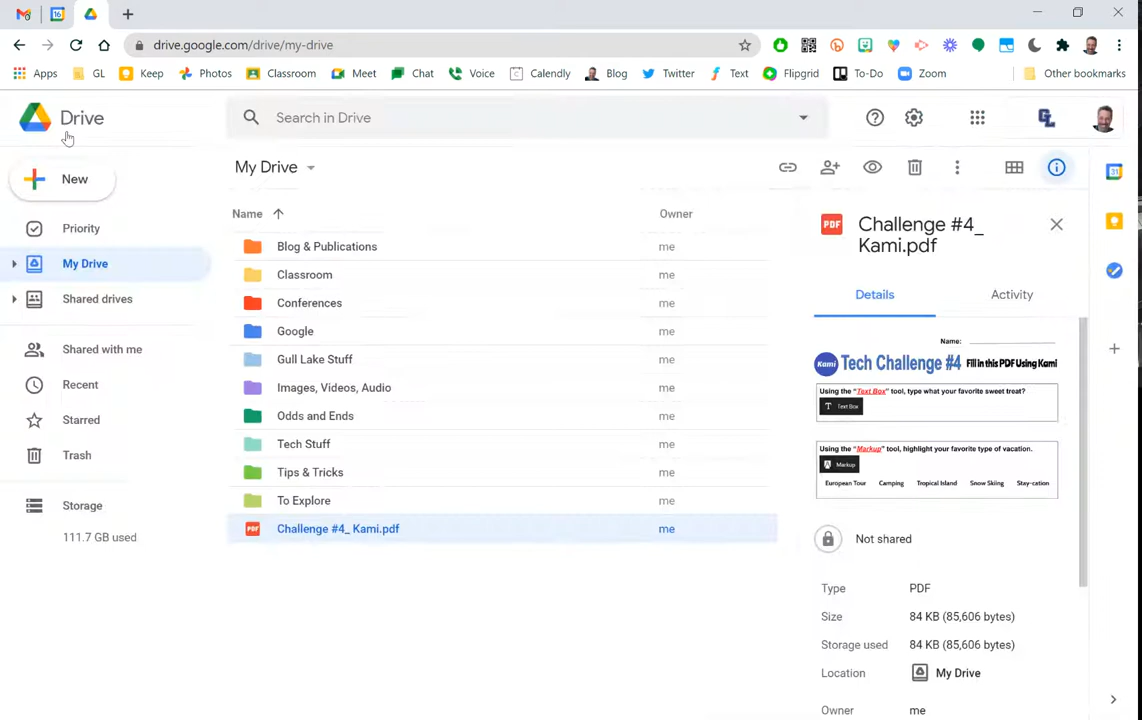 16
drive.google.com/drive/my-drive
Apps GL Keep Photos Classroom Meet Chat Voice Calendly Blog Twitter Text Flipgrid To-Do Zoom Other bookmarks
Drive
Search in Drive
GL
New
My Drive
Name
Owner
Priority
My Drive
Shared drives
Shared with me
Recent
Starred
Trash
Storage
111.7 GB used
Blog & Publications me
Classroom me
Conferences me
Google me
Gull Lake Stuff me
Images, Videos, Audio me
Odds and Ends me
Tech Stuff me
Tips & Tricks me
To Explore me
PDF Challenge #4_ Kami.pdf me
PDF Challenge #4_
Kami.pdf
Details Activity
Name:
Kami Tech Challenge #4 Fill in this PDF Using Kami
Using the "Text Box" tool, type what your favorite sweet treat?
T Text Box
Using the "Markup" tool, highlight your favorite type of vacation.
Markup
European Tour Camping Tropical Island Snow Skiing Stay-cation
Not shared
Type PDF
Size 84 KB (85,606 bytes)
Storage used 84 KB (85,606 bytes)
Location My Drive
Owner me
31